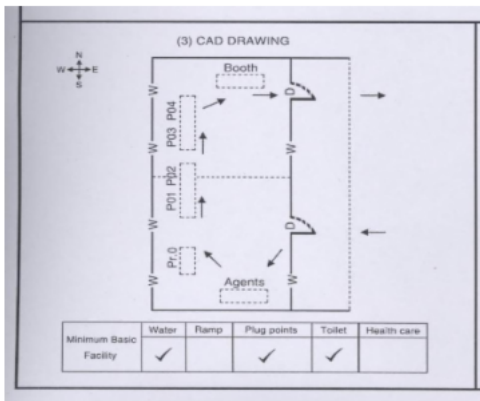 (3) CAD DRAWING
N
W E
S
Booth
W D
P03 P04
W W
P01 P02
W D
Pr.0
W W
Agents
Minimum Basic Facility Water Ramp Plug points Toilet Health care
✓ ✓ ✓